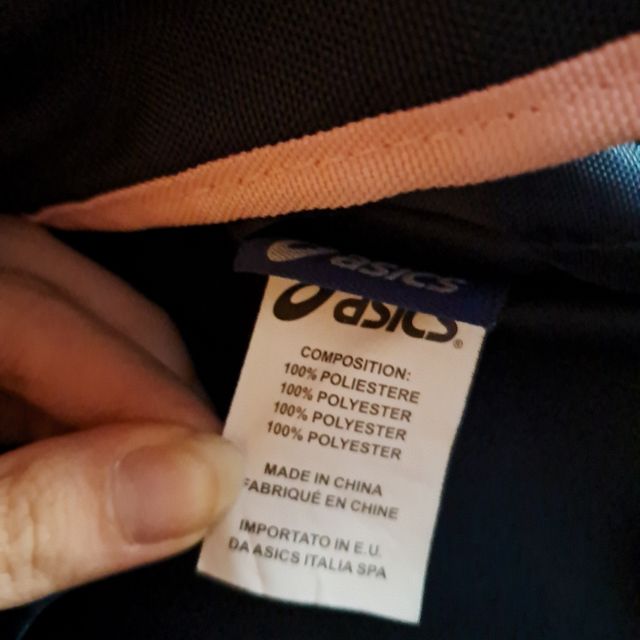 asics
asics®
COMPOSITION:
100% POLIESTERE
100% POLYESTER
100% POLYESTER
100% POLYESTER
MADE IN CHINA
FABRIQUÉ EN CHINE
IMPORTATO IN E.U.
DA ASICS ITALIA SPA